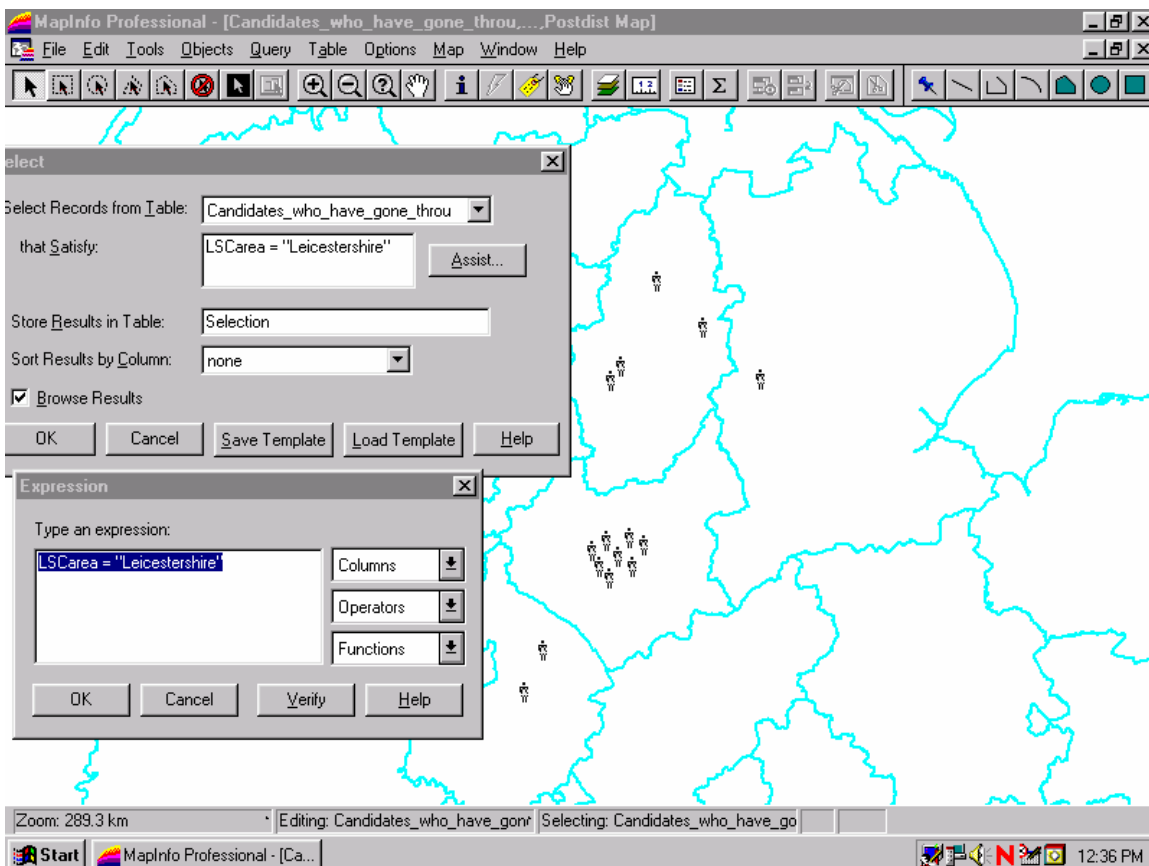 MapInfo Professional - [Candidates_who_have_gone_throu,...,Postdist Map]
File Edit Tools Objects Query Table Options Map Window Help
elect
Select Records from Table: Candidates_who_have_gone_throu
that Satisfy: LSCarea = "Leicestershire"
Assist...
Store Results in Table: Selection
Sort Results by Column: none
Browse Results
OK Cancel Save Template Load Template Help
Expression
Type an expression:
LSCarea = "Leicestershire"
Columns
Operators
Functions
OK Cancel Verify Help
Zoom: 289.3 km Editing: Candidates_who_have_gon Selecting: Candidates_who_have_go
Start MapInfo Professional - [Ca... N 12:36 PM